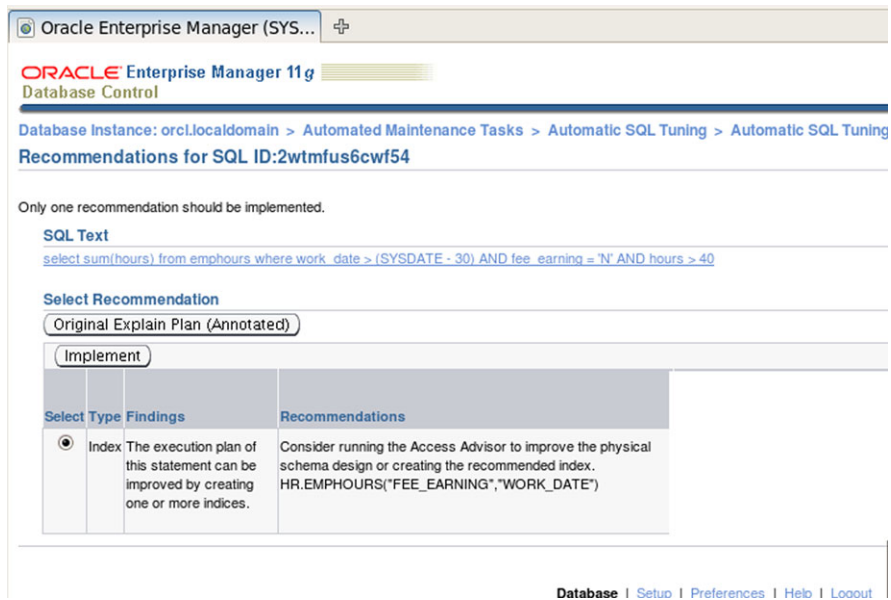 Oracle Enterprise Manager (SYS...
ORACLE Enterprise Manager 11g
Database Control
Database Instance: orcl.localdomain > Automated Maintenance Tasks > Automatic SQL Tuning > Automatic SQL Tuning
Recommendations for SQL ID:2wtmfus6cwf54
Only one recommendation should be implemented.
SQL Text
select sum(hours) from emphours where work_date > (SYSDATE - 30) AND fee_earning = 'N' AND hours > 40
Select Recommendation
Original Explain Plan (Annotated)
Implement
Select Type Findings Recommendations
Index The execution plan of this statement can be improved by creating one or more indices.
Consider running the Access Advisor to improve the physical schema design or creating the recommended index.
HR.EMPHOURS("FEE_EARNING","WORK_DATE")
Database | Setup | Preferences | Help | Logout